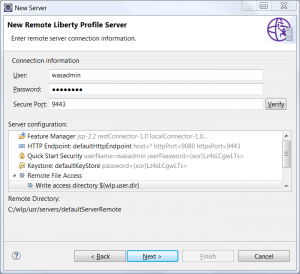 New Server
New Remote Liberty Profile Server
Enter remote server connection information.
Connection information
User:
wasadmin
Password:
Secure Port:
9443
Verify
Server configuration:
Feature Manager jsp-2.2 restConnector-1.0 localConnector-1.0...
HTTP Endpoint: defaultHttpEndpoint host=* httpPort=9080 httpsPort=9443
Quick Start Security userName=wasadmin userPassword={xor}Lz4sLCgwLTs=
Keystore: defaultKeyStore password={xor}Lz4sLCgwLTs=
Remote File Access
Write access directory ${wlp.user.dir}
Remote Directory:
C:/wlp/usr/servers/defaultServerRemote
?
< Back
Next >
Finish
Cancel